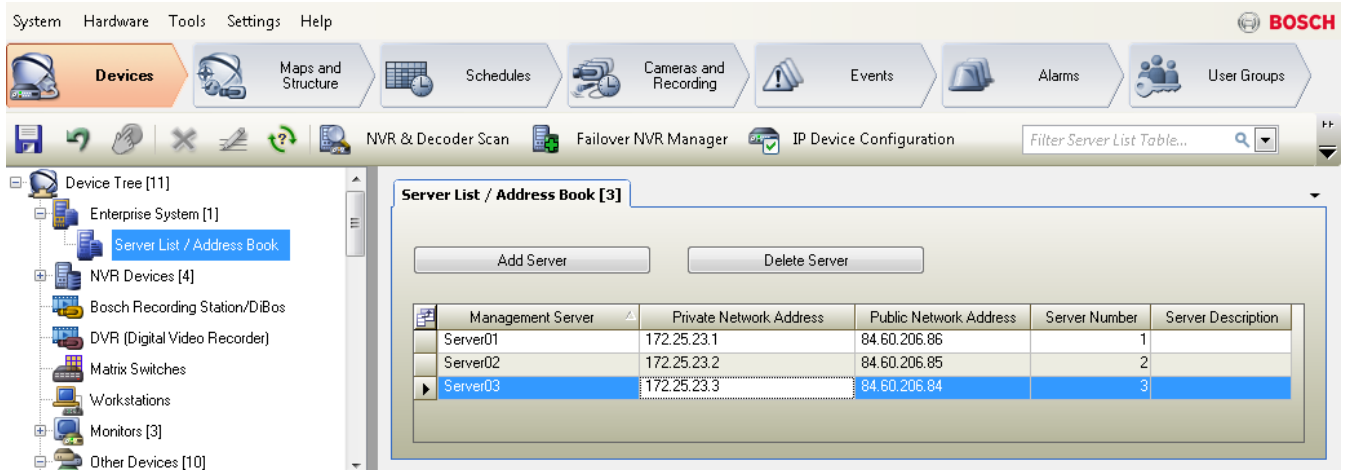 System Hardware Tools Settings Help
BOSCH
Devices
Maps and
Structure
Schedules
Cameras and
Recording
Events
Alarms
User Groups
NVR & Decoder Scan Failover NVR Manager IP Device Configuration Filter Server List Table...
Device Tree [11]
Enterprise System [1]
Server List / Address Book
NVR Devices [4]
Bosch Recording Station/DiBos
DVR (Digital Video Recorder)
Matrix Switches
Workstations
Monitors [3]
Other Devices [10]
Server List / Address Book [3]
Add Server Delete Server
Management Server Private Network Address Public Network Address Server Number Server Description
Server01 172.25.23.1 84.60.206.86 1
Server02 172.25.23.2 84.60.206.85 2
Server03 172.25.23.3 84.60.206.84 3